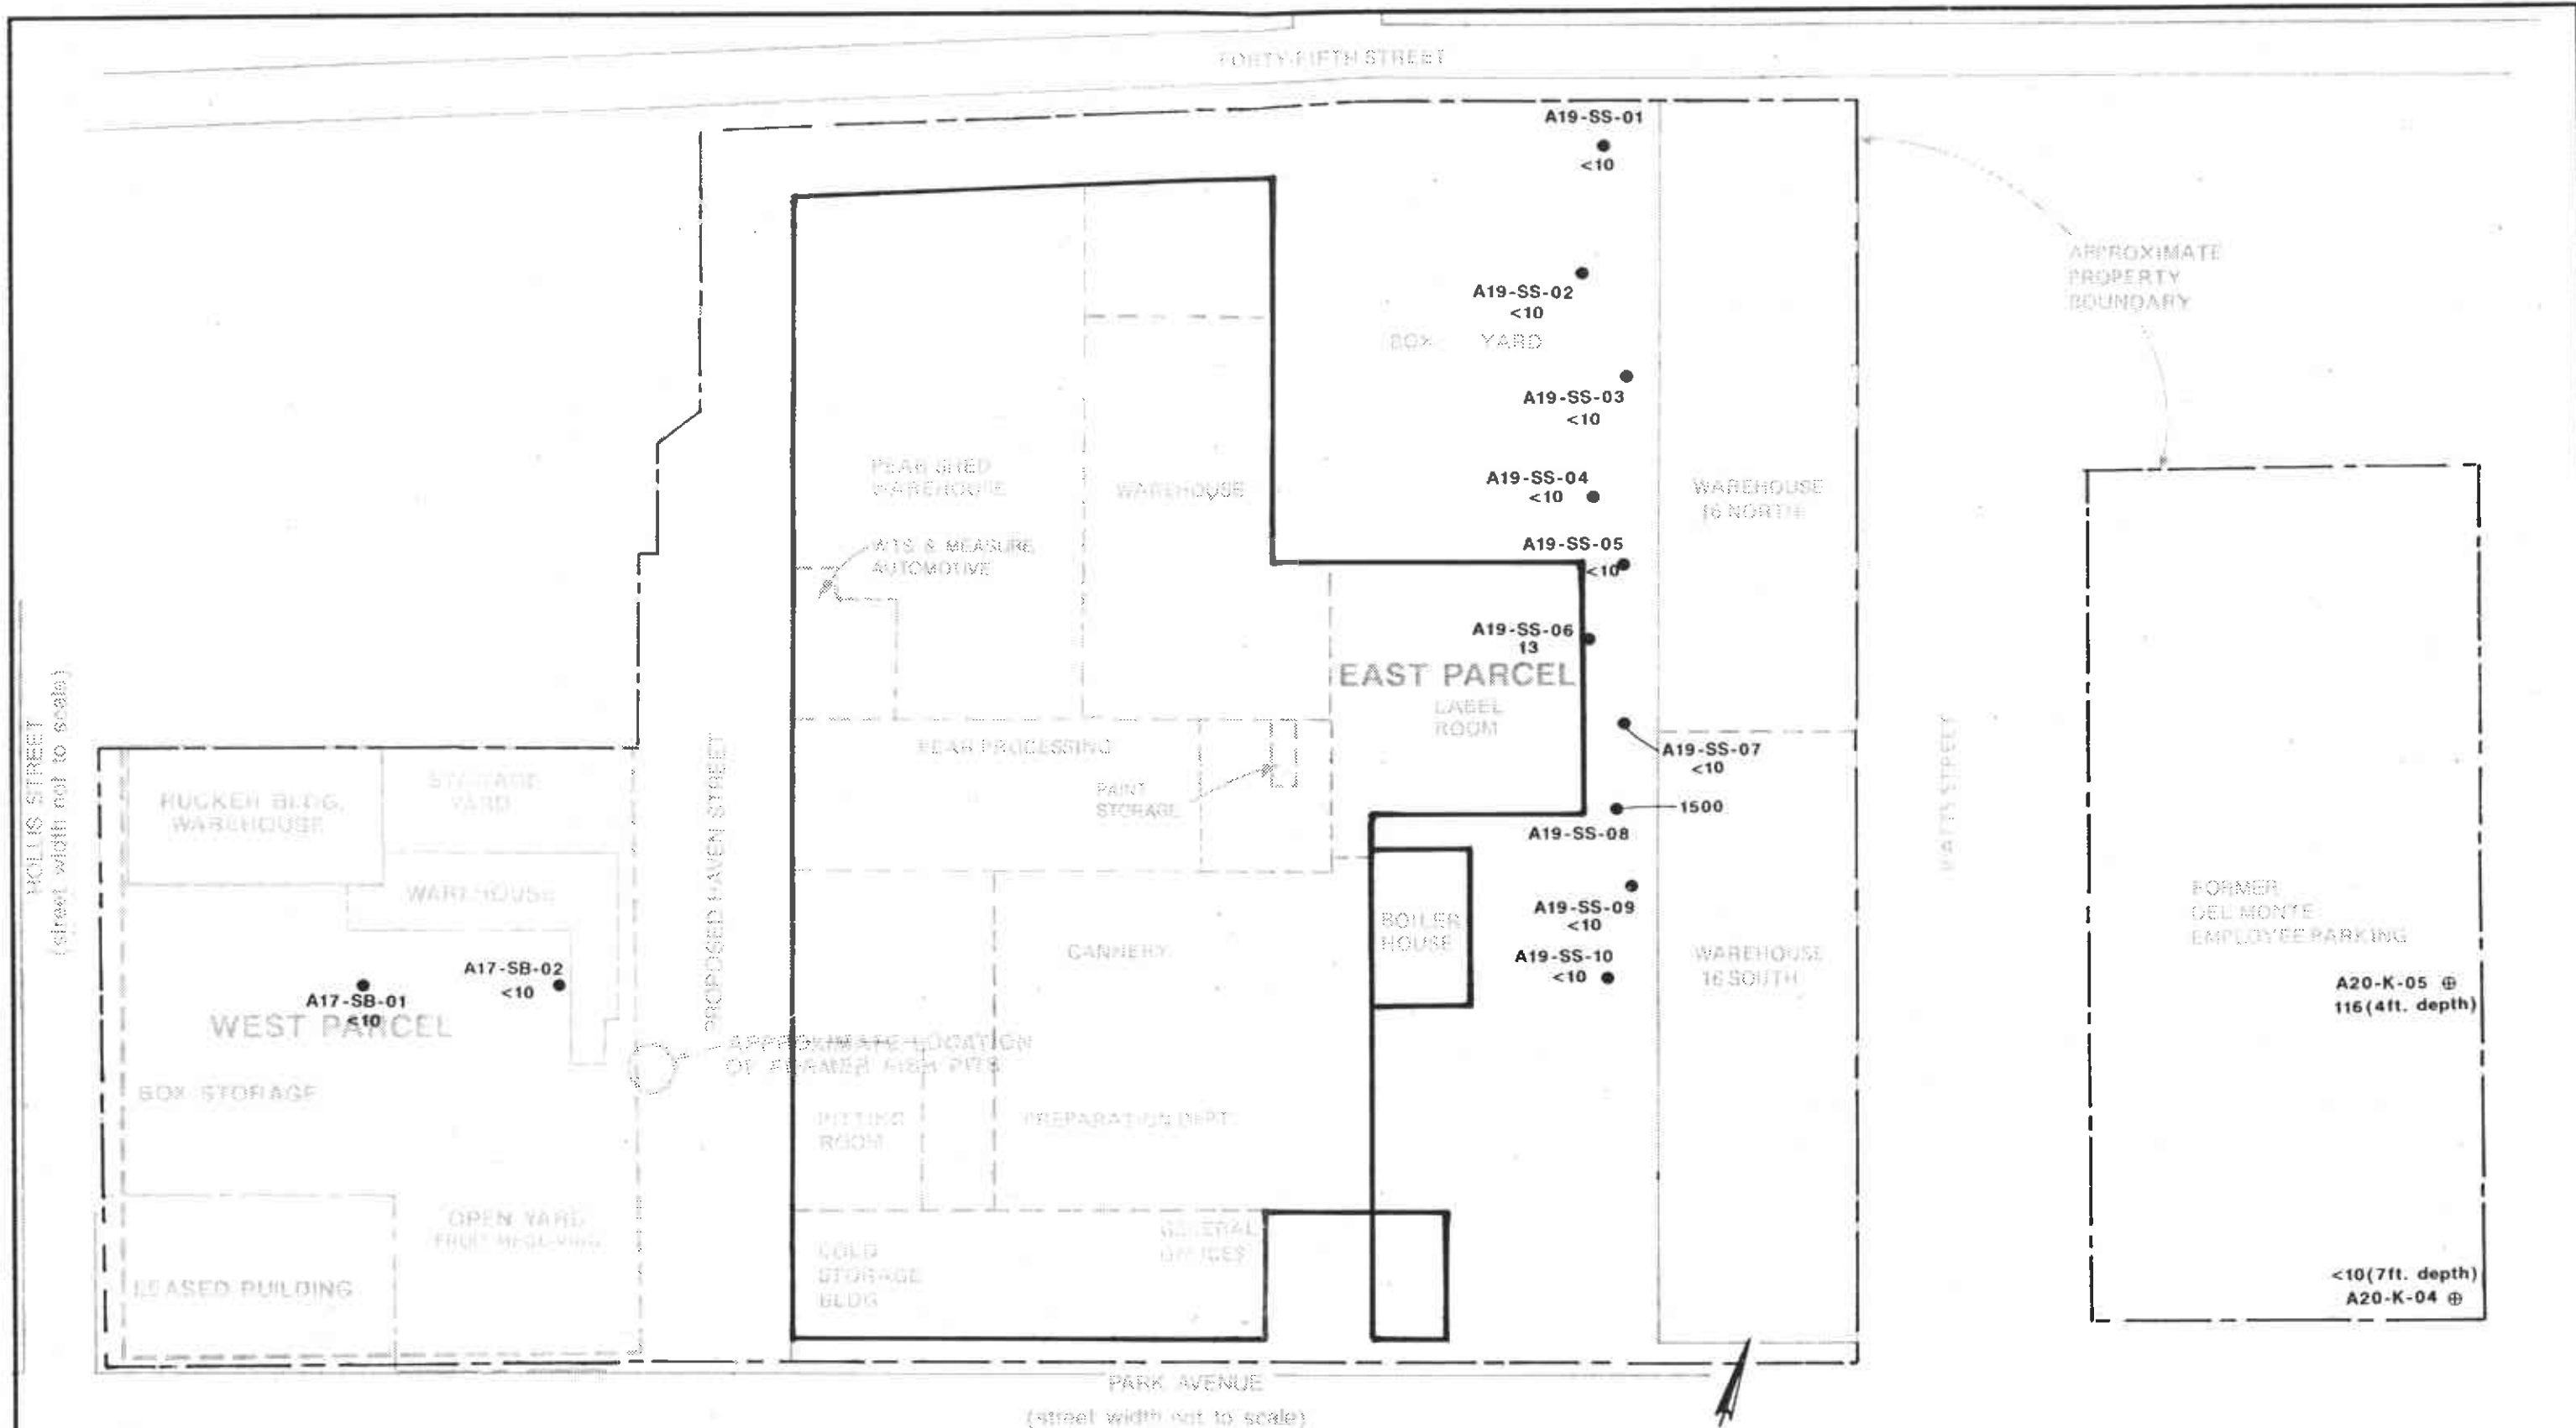 FORTY-FIFTH STREET
A19-SS-01
<10
A19-SS-02
<10
BOX YARD
A19-SS-03
<10
APPROXIMATE
PROPERTY
BOUNDARY
PEAR SHED
WAREHOUSE
WAREHOUSE
A19-SS-04
<10
WAREHOUSE
16 NORTH
WTS & MEASURE
AUTOMOTIVE
A19-SS-05
<10
A19-SS-06
13
EAST PARCEL
LABEL
ROOM
HOLLIS STREET
(street width not to scale)
PROPOSED HAVEN STREET
PEAR PROCESSING
PAINT
STORAGE
A19-SS-07
<10
1500
A19-SS-08
STREET
RUCKER BLDG.
WAREHOUSE
STORAGE
YARD
WAREHOUSE
A17-SB-01
<10
A17-SB-02
<10
WEST PARCEL
BOX STORAGE
APPROXIMATE LOCATION
OF FORMER PITS
CANNERY
BOILER
HOUSE
A19-SS-09
<10
A19-SS-10
<10
WAREHOUSE
16 SOUTH
FORMER
DEL MONTE
EMPLOYEE PARKING
A20-K-05
116(4ft. depth)
PITTING
ROOM
PREPARATION DEPT.
OPEN YARD
FRUIT RECEIVING
LEASED BUILDING
COLD
STORAGE
BLDG
GENERAL
OFFICES
<10(7ft. depth)
A20-K-04
PARK AVENUE
(street width not to scale)